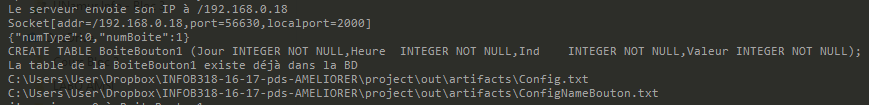 Le serveur envoie son IP à /192.168.0.18
Socket[addr=/192.168.0.18,port=56630,localport=2000]
{"numType":0,"numBoite":1}
CREATE TABLE BoiteBouton1 (Jour INTEGER NOT NULL,Heure  INTEGER NOT NULL,Ind    INTEGER NOT NULL,Valeur INTEGER NOT NULL);
La table de la BoiteBouton1 existe déjà dans la BD
C:\Users\User\Dropbox\INFOB318-16-17-pds-AMELIORER\project\out\artifacts\Config.txt
C:\Users\User\Dropbox\INFOB318-16-17-pds-AMELIORER\project\out\artifacts\ConfigNameBouton.txt